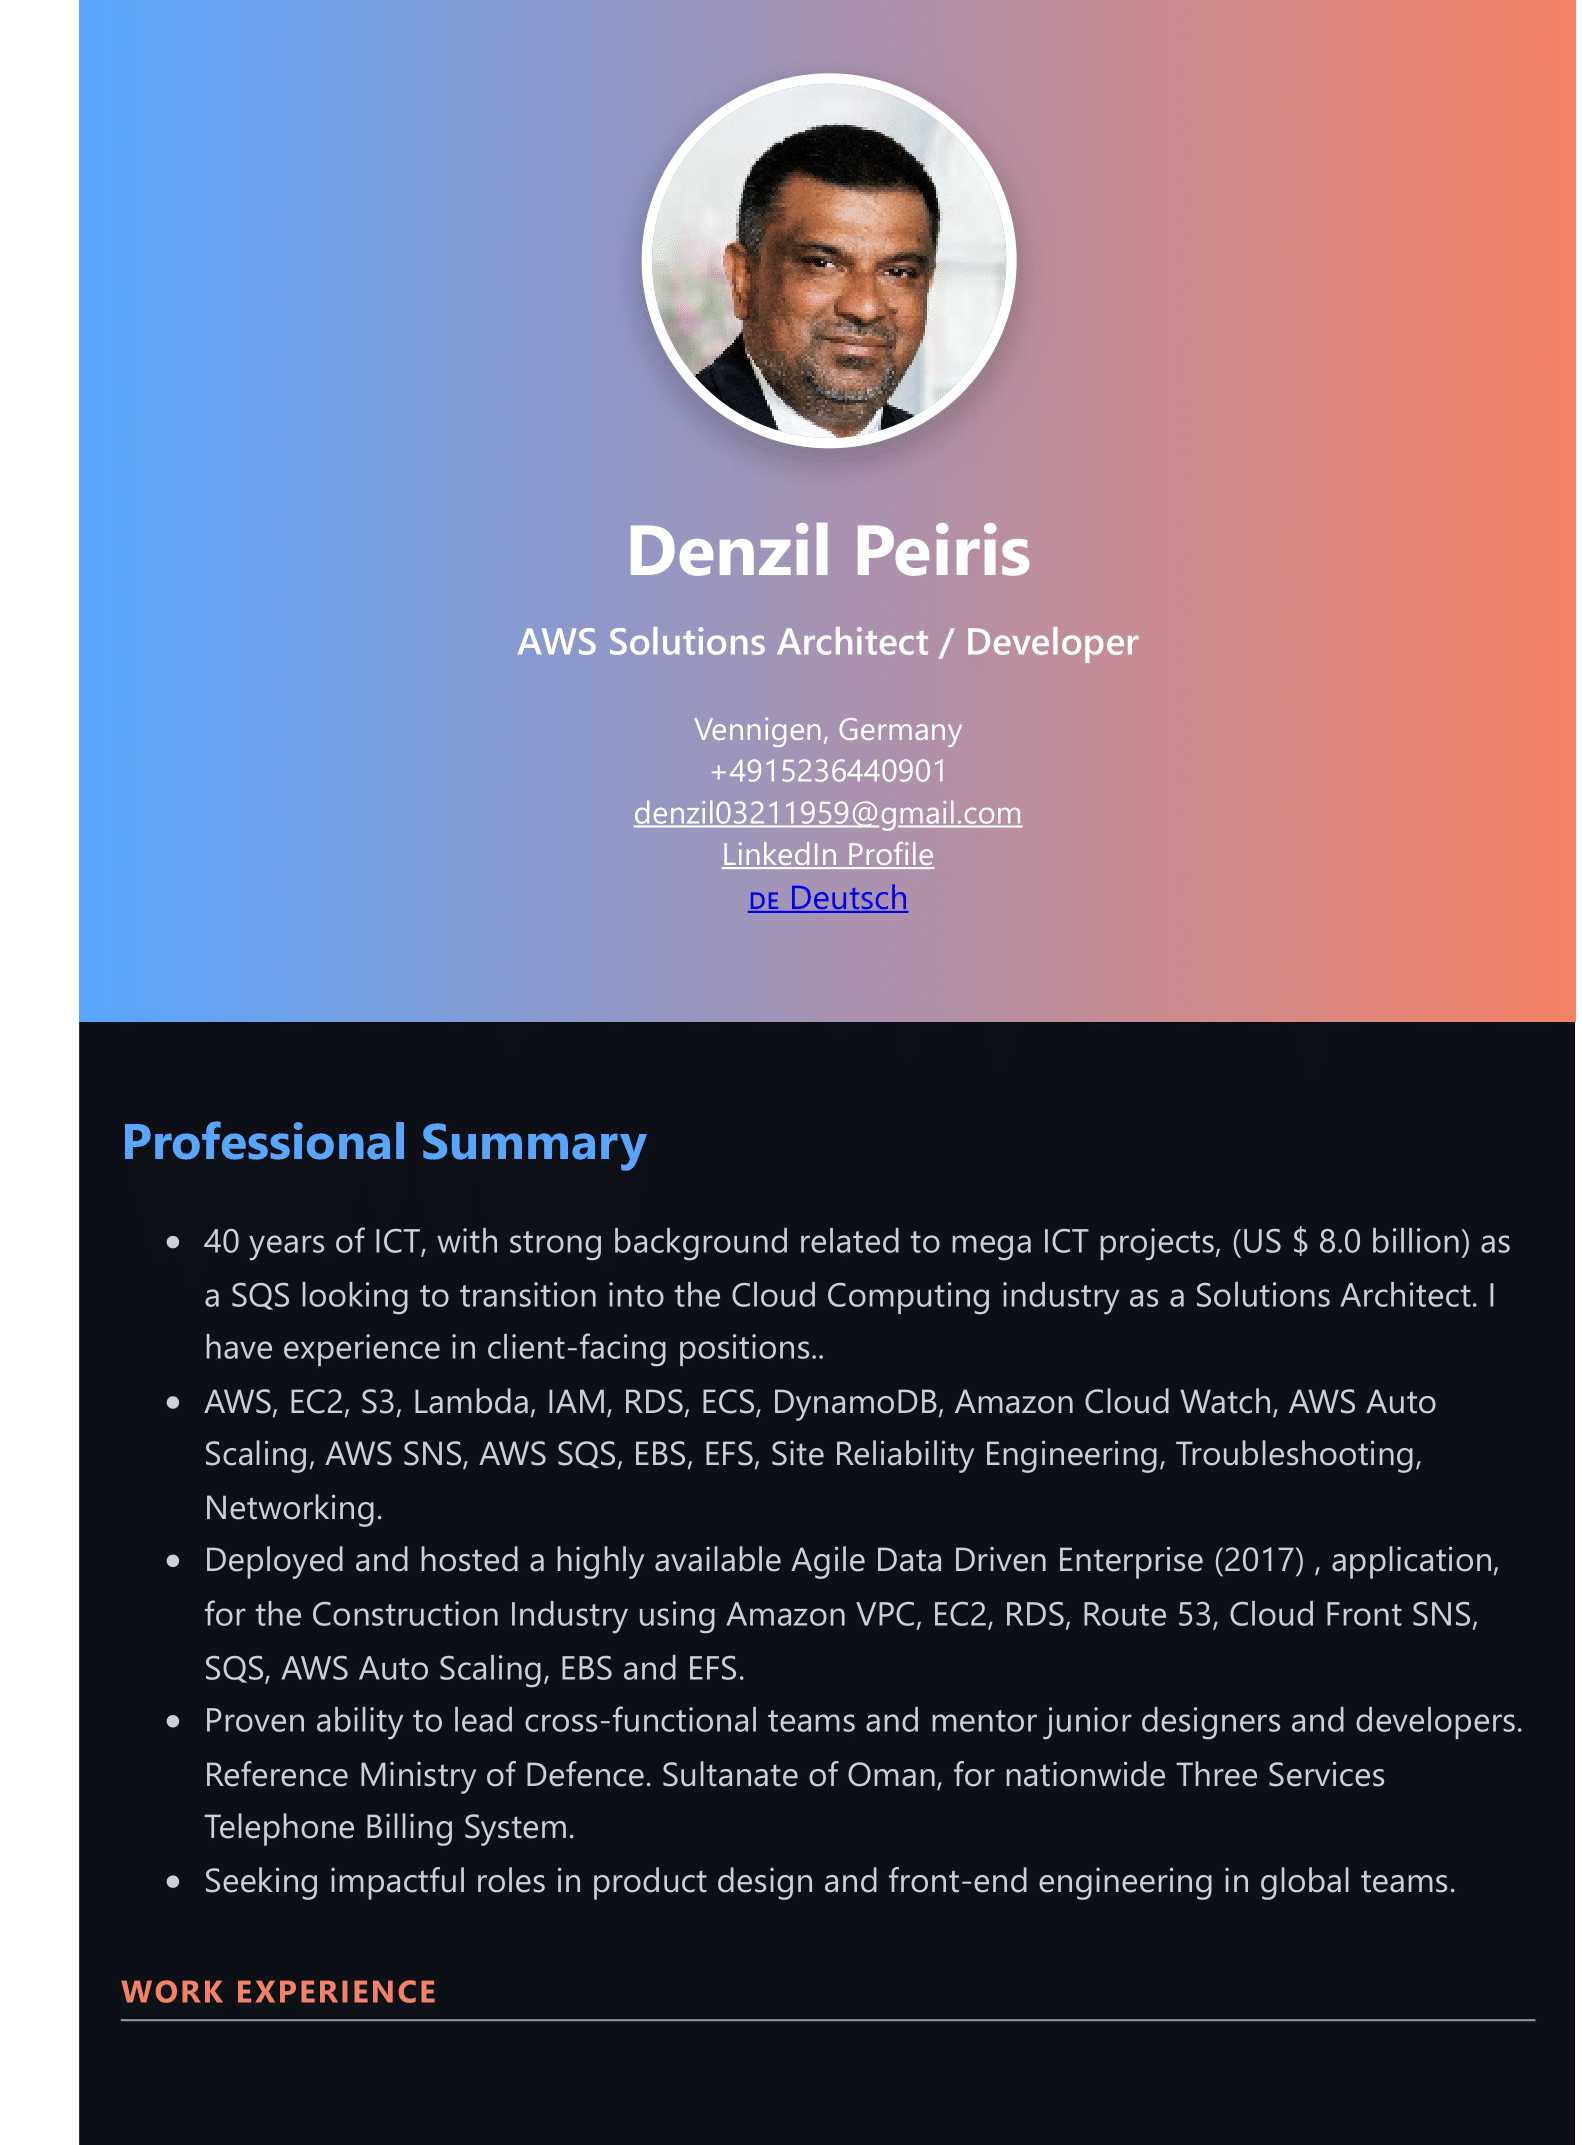 Denzil Peiris
AWS Solutions Architect / Developer
Vennigen, Germany
+4915236440901
denzil03211959@gmail.com
LinkedIn Profile
DE Deutsch
Professional Summary
• 40 years of ICT, with strong background related to mega ICT projects, (US $ 8.0 billion) as
a SQS looking to transition into the Cloud Computing industry as a Solutions Architect. I
have experience in client-facing positions..
• AWS, EC2, S3, Lambda, IAM, RDS, ECS, DynamoDB, Amazon Cloud Watch, AWS Auto
Scaling, AWS SNS, AWS SQS, EBS, EFS, Site Reliability Engineering, Troubleshooting,
Networking.
• Deployed and hosted a highly available Agile Data Driven Enterprise (2017) , application,
for the Construction Industry using Amazon VPC, EC2, RDS, Route 53, Cloud Front SNS,
SQS, AWS Auto Scaling, EBS and EFS.
• Proven ability to lead cross-functional teams and mentor junior designers and developers.
Reference Ministry of Defence. Sultanate of Oman, for nationwide Three Services
Telephone Billing System.
• Seeking impactful roles in product design and front-end engineering in global teams.
WORK EXPERIENCE